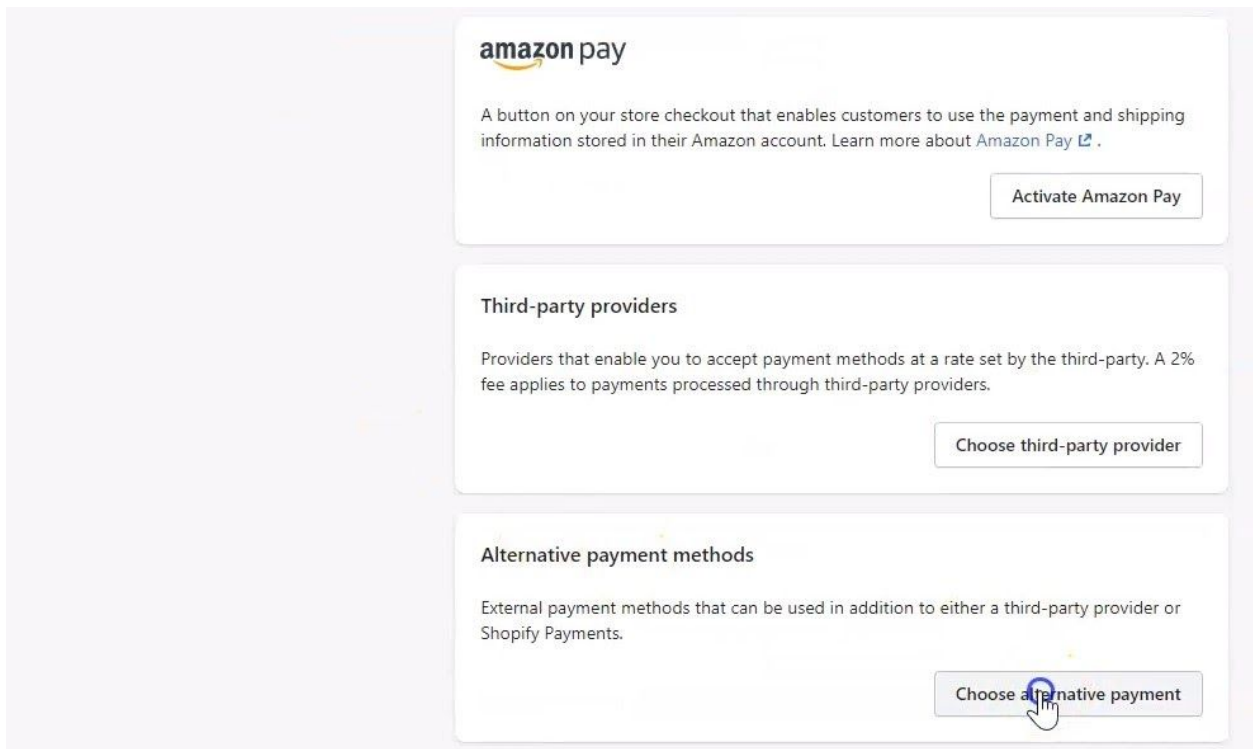 amazon pay
A button on your store checkout that enables customers to use the payment and shipping
information stored in their Amazon account. Learn more about Amazon Pay .
Activate Amazon Pay
Third-party providers
Providers that enable you to accept payment methods at a rate set by the third-party. A 2%
fee applies to payments processed through third-party providers.
Choose third-party provider
Alternative payment methods
External payment methods that can be used in addition to either a third-party provider or
Shopify Payments.
Choose alternative payment